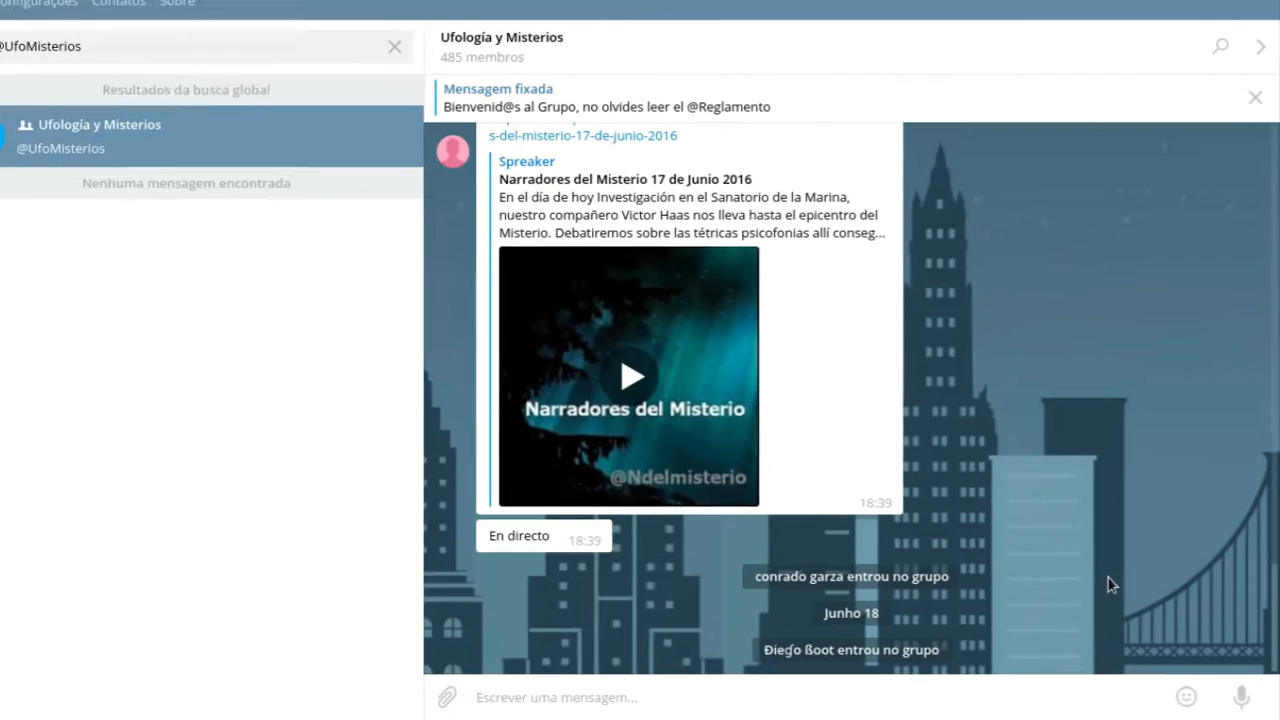 onfigurações Contatos Sobre
@UfoMisterios
Resultados da busca global
Ufología y Misterios
@UfoMisterios
Nenhuma mensagem encontrada
Ufología y Misterios
485 membros
Mensagem fixada
Bienvenid@s al Grupo, no olvides leer el @Reglamento
s-del-misterio-17-de-junio-2016
Spreaker
Narradores del Misterio 17 de Junio 2016
En el día de hoy Investigación en el Sanatorio de la Marina,
nuestro compañero Victor Haas nos lleva hasta el epicentro del
Misterio. Debatiremos sobre las tétricas psicofonias allí conseg...
Narradores del Misterio
@Ndelmisterio
18:39
En directo 18:39
conrado garza entrou no grupo
Junho 18
Ðieɠo ßoot entrou no grupo
Escrever uma mensagem...